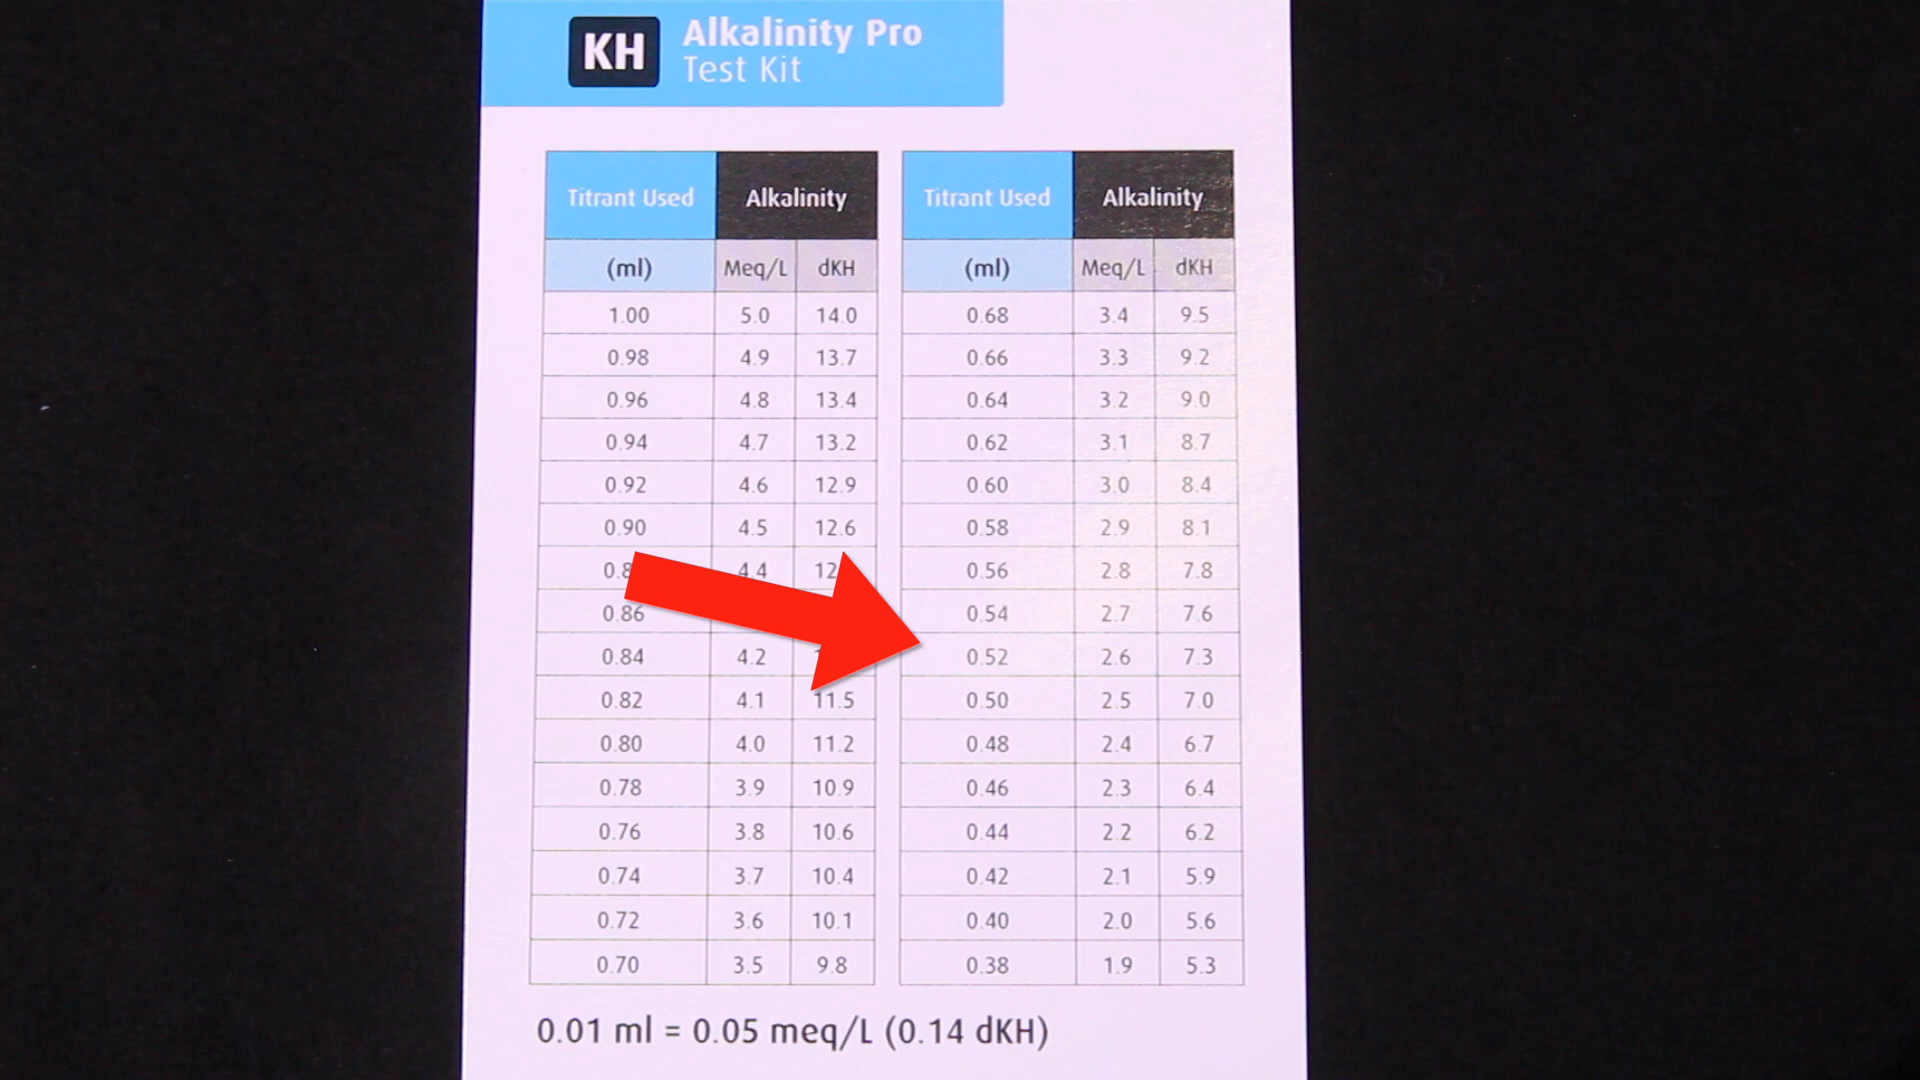 KH Alkalinity Pro
Test Kit
Titrant Used Alkalinity Titrant Used Alkalinity
(ml) Meq/L dKH (ml) Meq/L dKH
1.00 5.0 14.0 0.68 3.4 9.5
0.98 4.9 13.7 0.66 3.3 9.2
0.96 4.8 13.4 0.64 3.2 9.0
0.94 4.7 13.2 0.62 3.1 8.7
0.92 4.6 12.9 0.60 3.0 8.4
0.90 4.5 12.6 0.58 2.9 8.1
4.4 0.56 2.8 7.8
0.86 0.54 2.7 7.6
0.84 4.2 0.52 2.6 7.3
0.82 4.1 11.5 0.50 2.5 7.0
0.80 4.0 11.2 0.48 2.4 6.7
0.78 3.9 10.9 0.46 2.3 6.4
0.76 3.8 10.6 0.44 2.2 6.2
0.74 3.7 10.4 0.42 2.1 5.9
0.72 3.6 10.1 0.40 2.0 5.6
0.70 3.5 9.8 0.38 1.9 5.3
0.01 ml = 0.05 meq/L (0.14 dKH)